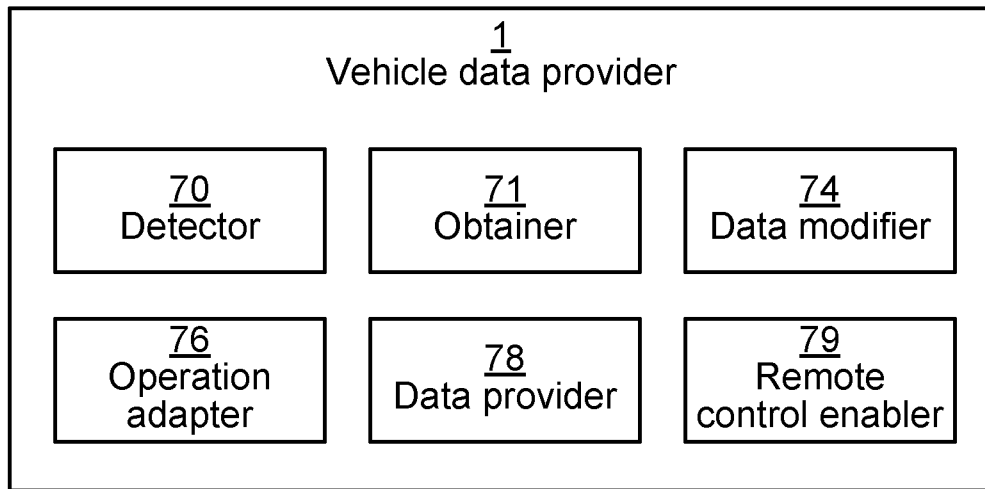 1
Vehicle data provider
70
Detector
71
Obtainer
74
Data modifier
76
Operation
adapter
78
Data provider
79
Remote
control enabler